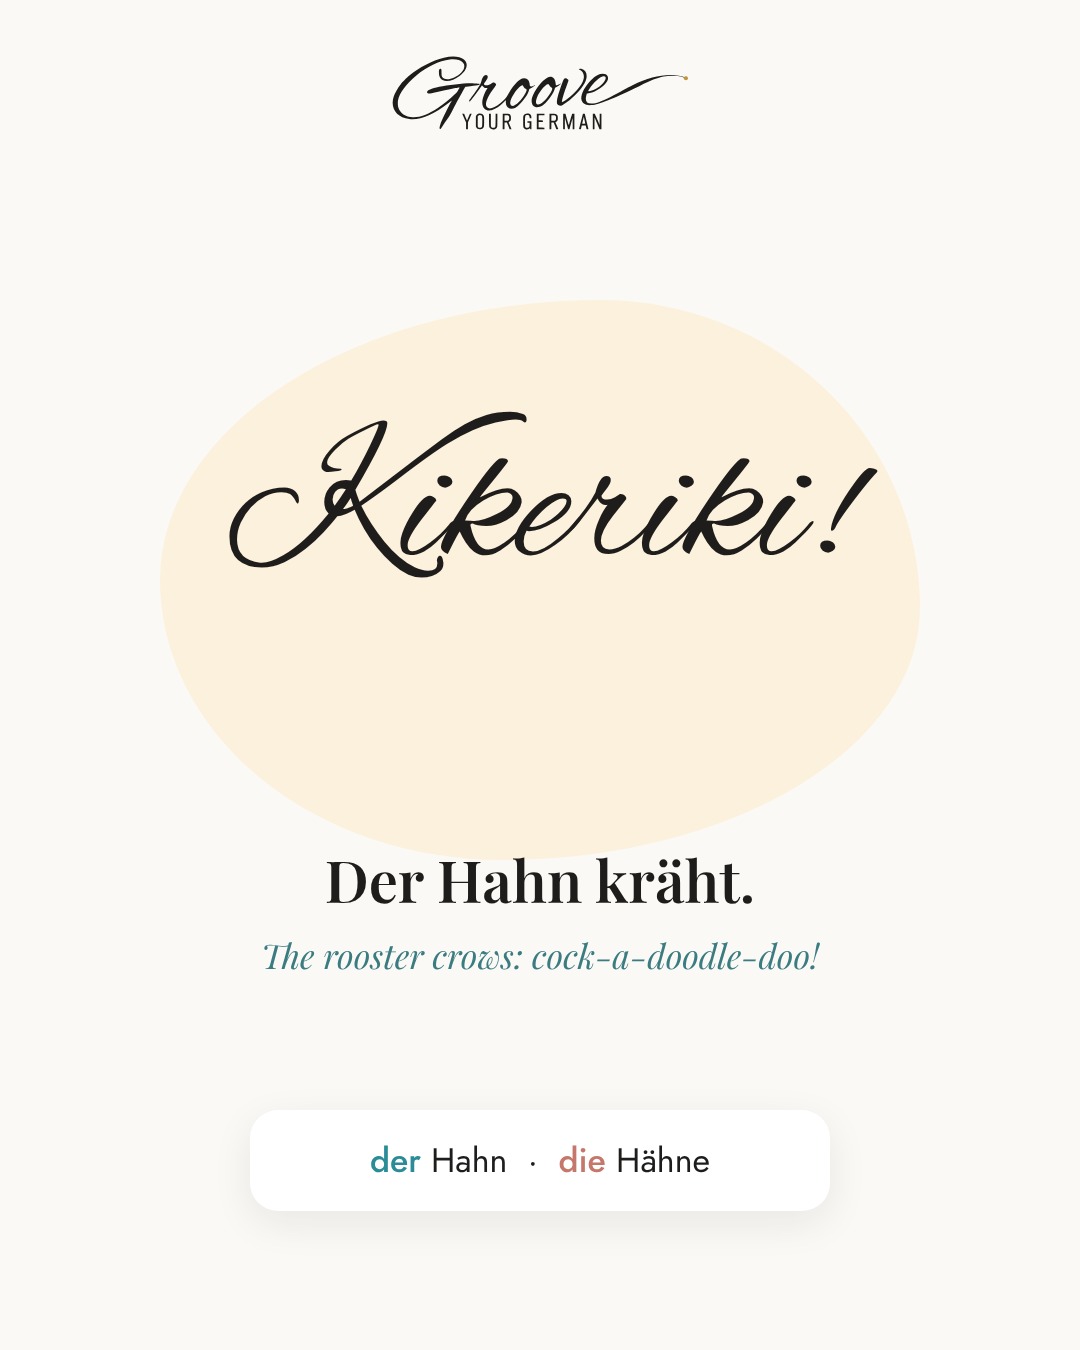 Groove
YOUR GERMAN
Kikeriki!
Der Hahn kräht.
The rooster crows: cock-a-doodle-doo!
der Hahn · die Hähne